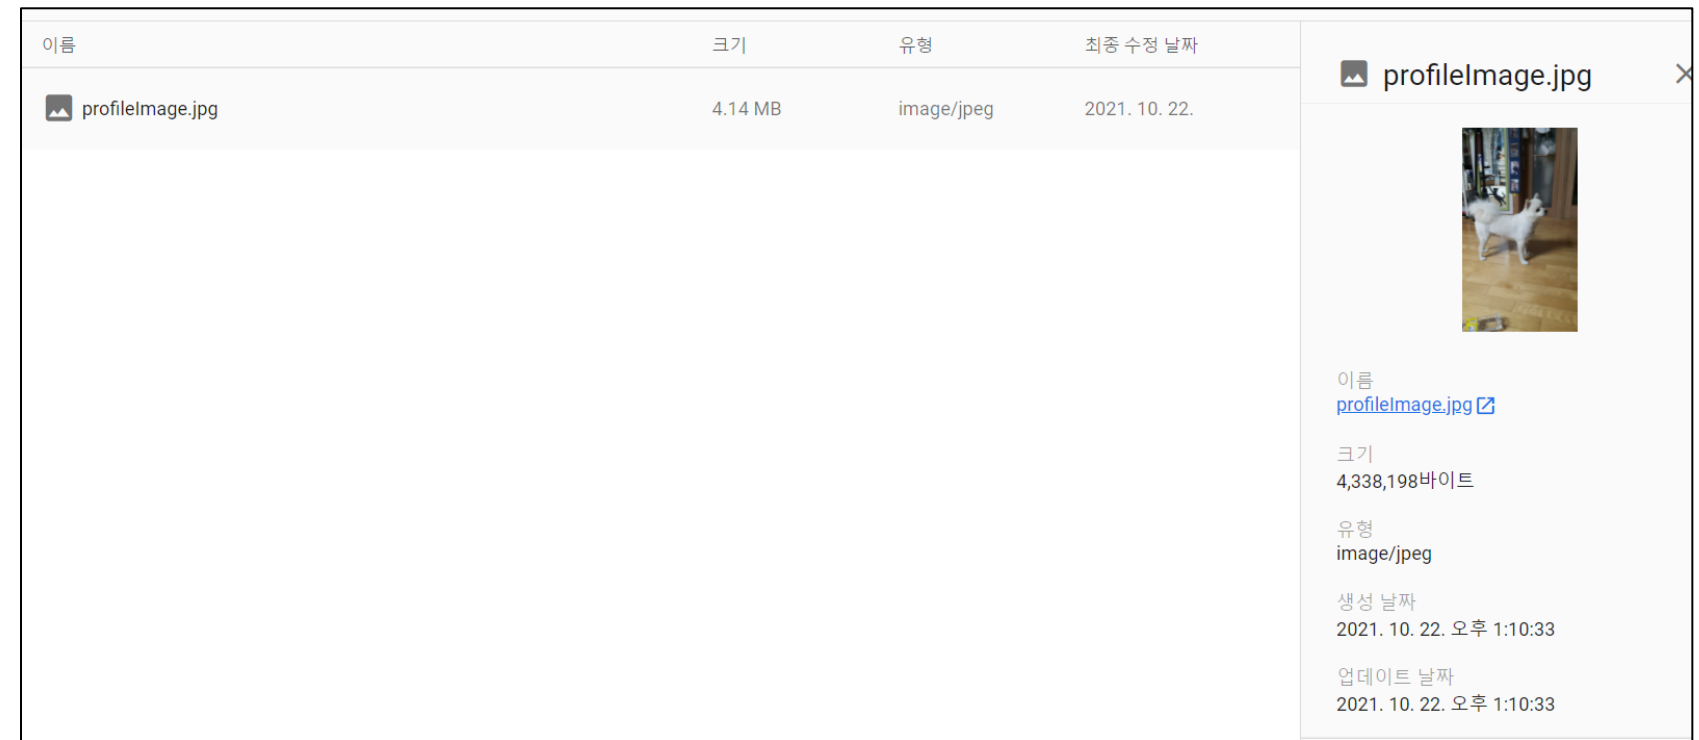 이름 크기 유형 최종 수정 날짜
profileImage.jpg 4.14 MB image/jpeg 2021. 10. 22.
profileImage.jpg
이름
profileImage.jpg
크기
4,338,198바이트
유형
image/jpeg
생성 날짜
2021. 10. 22. 오후 1:10:33
업데이트 날짜
2021. 10. 22. 오후 1:10:33